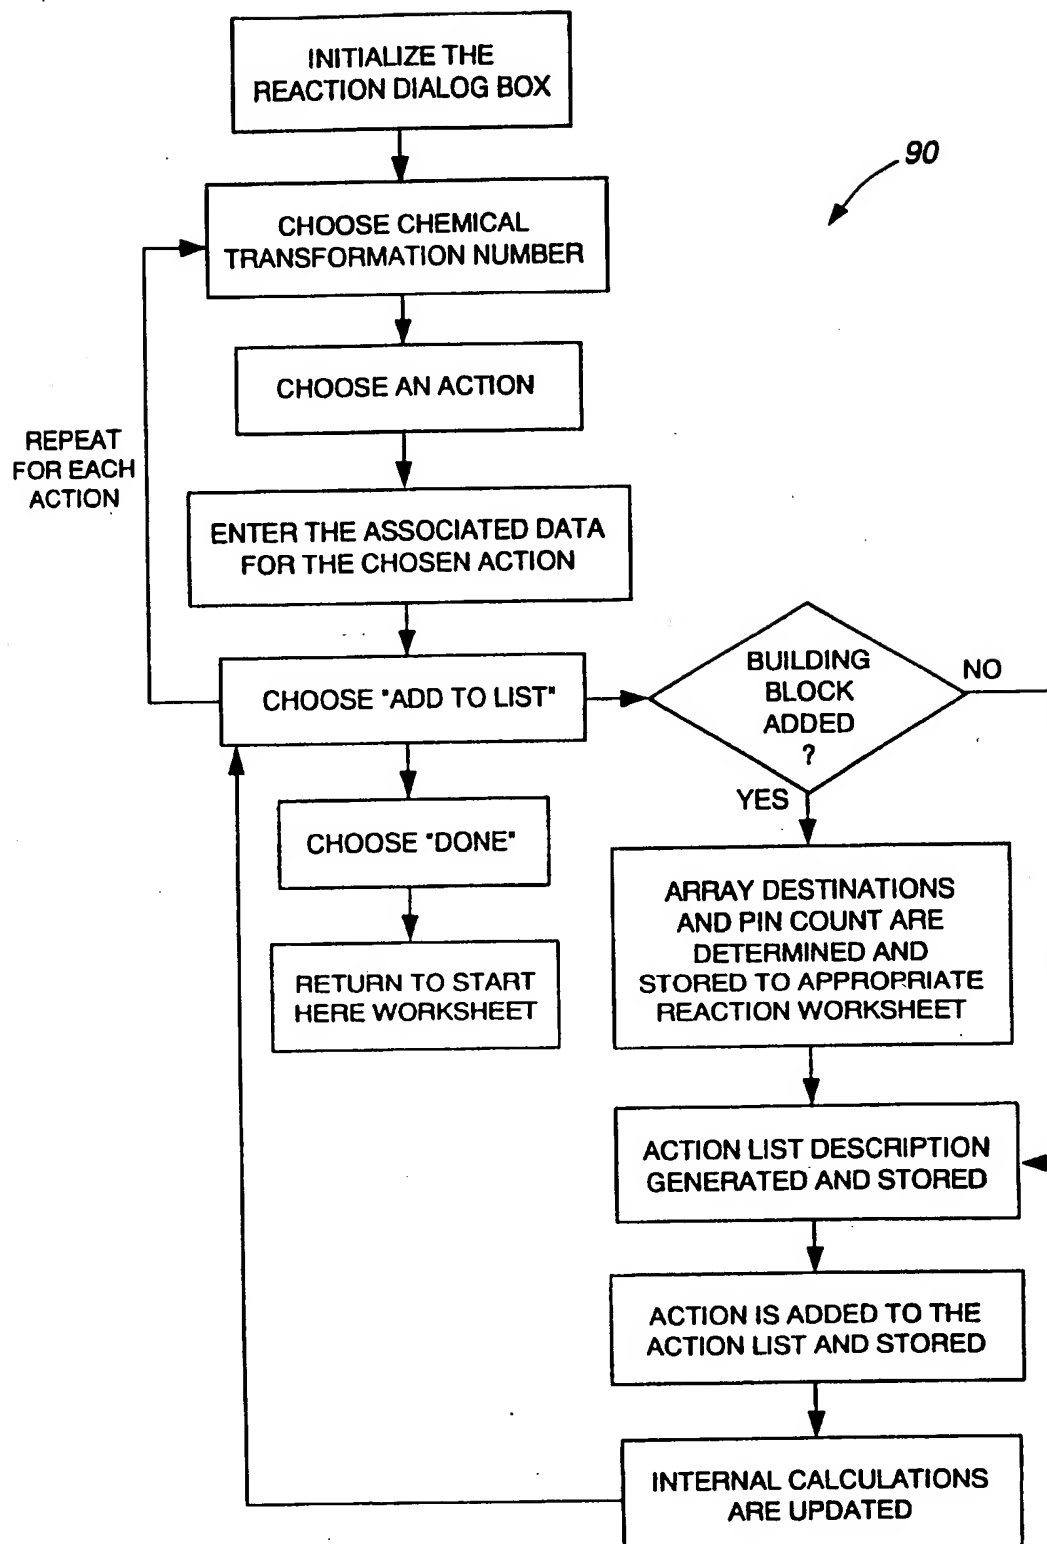 INITIALIZE THE
REACTION DIALOG BOX
90
CHOOSE CHEMICAL
TRANSFORMATION NUMBER
CHOOSE AN ACTION
REPEAT
FOR EACH
ACTION
ENTER THE ASSOCIATED DATA
FOR THE CHOSEN ACTION
CHOOSE "ADD TO LIST"
BUILDING
BLOCK
ADDED
?
NO
YES
CHOOSE "DONE"
RETURN TO START
HERE WORKSHEET
ARRAY DESTINATIONS
AND PIN COUNT ARE
DETERMINED AND
STORED TO APPROPRIATE
REACTION WORKSHEET
ACTION LIST DESCRIPTION
GENERATED AND STORED
ACTION IS ADDED TO THE
ACTION LIST AND STORED
INTERNAL CALCULATIONS
ARE UPDATED